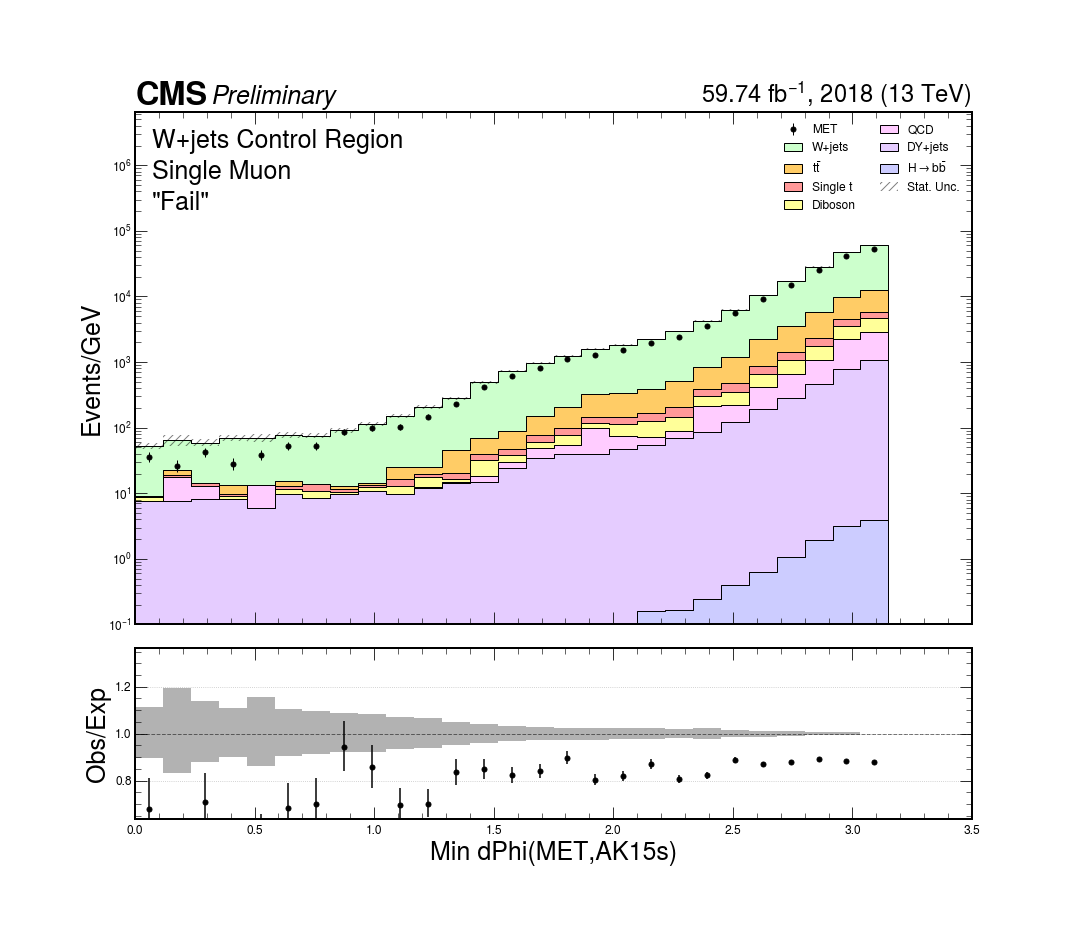 CMS Preliminary
59.74 fb⁻¹, 2018 (13 TeV)
W+jets Control Region
Single Muon
"Fail"
MET
W+jets
tt̄
Single t
Diboson
QCD
DY+jets
H→bb̄
Stat. Unc.
Events/GeV
10⁶
10⁵
10⁴
10³
10²
10¹
10⁰
10⁻¹
Obs/Exp
1.2
1.0
0.8
0.0 0.5 1.0 1.5 2.0 2.5 3.0 3.5
Min dPhi(MET,AK15s)